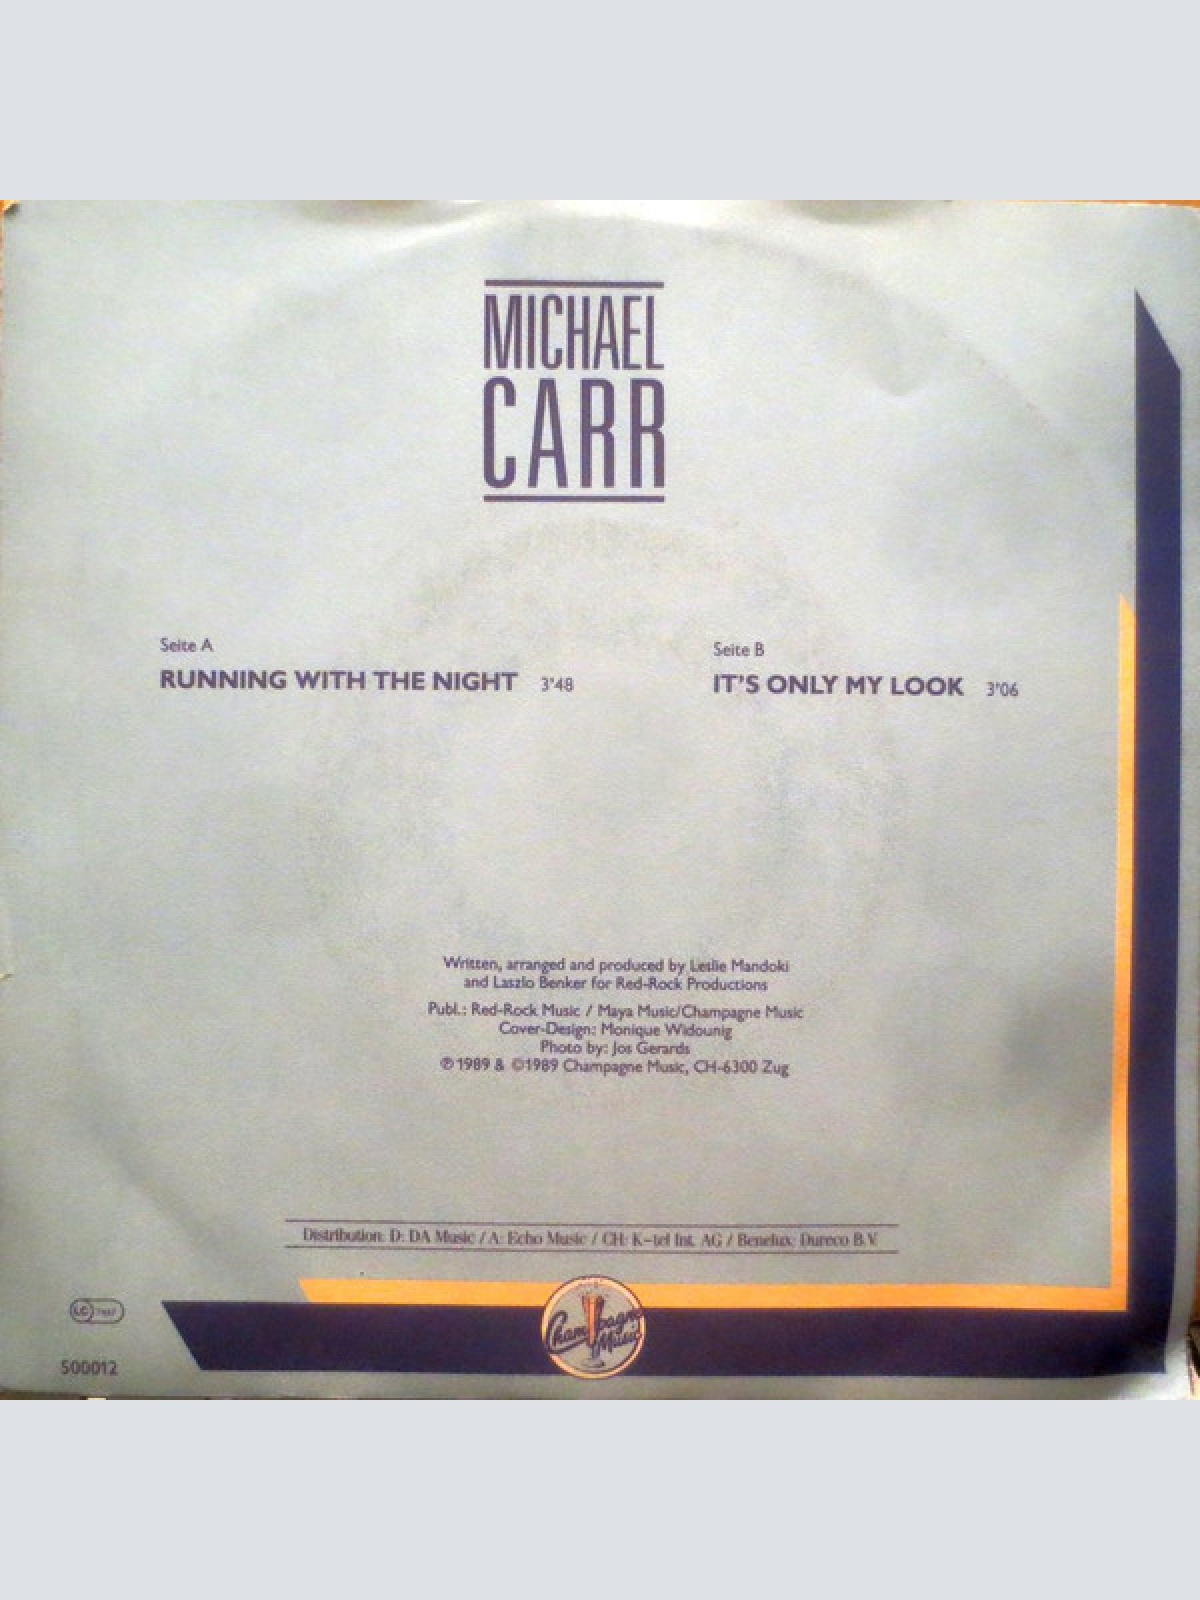 MICHAEL
CARR
Seite A
RUNNING WITH THE NIGHT 3'48
Seite B
IT'S ONLY MY LOOK 3'06
Written, arranged and produced by Leslie Mandoki
and Laszlo Benker for Red-Rock Productions
Publ.: Red-Rock Music / Maya Music/Champagne Music
Cover-Design: Monique Widounig
Photo by: Jos Gerards
℗ 1989 & ©1989 Champagne Music, CH-6300 Zug
Distribution: D: DA Music / A: Echo Music / CH: K-tel Int. AG / Benelux: Dureco B.V.
Champagne
Music
LC
500012